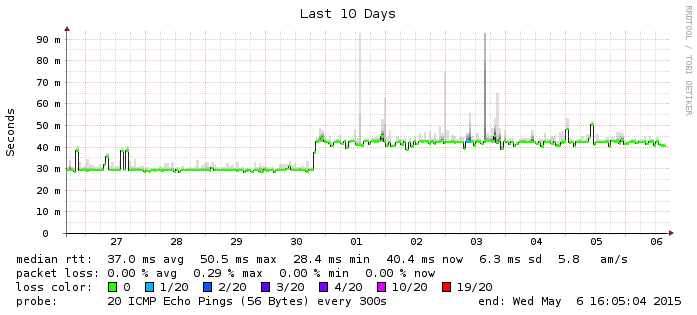 Last 10 Days
RRDTOOL / TOBI OETIKER
Seconds
90 m
80 m
70 m
60 m
50 m
40 m
30 m
20 m
10 m
0
27 28 29 30 01 02 03 04 05 06
median rtt: 37.0 ms avg 50.5 ms max 28.4 ms min 40.4 ms now 6.3 ms sd 5.8 am/s
packet loss: 0.00 % avg 0.29 % max 0.00 % min 0.00 % now
loss color: 0 1/20 2/20 3/20 4/20 10/20 19/20
probe: 20 ICMP Echo Pings (56 Bytes) every 300s end: Wed May 6 16:05:04 2015